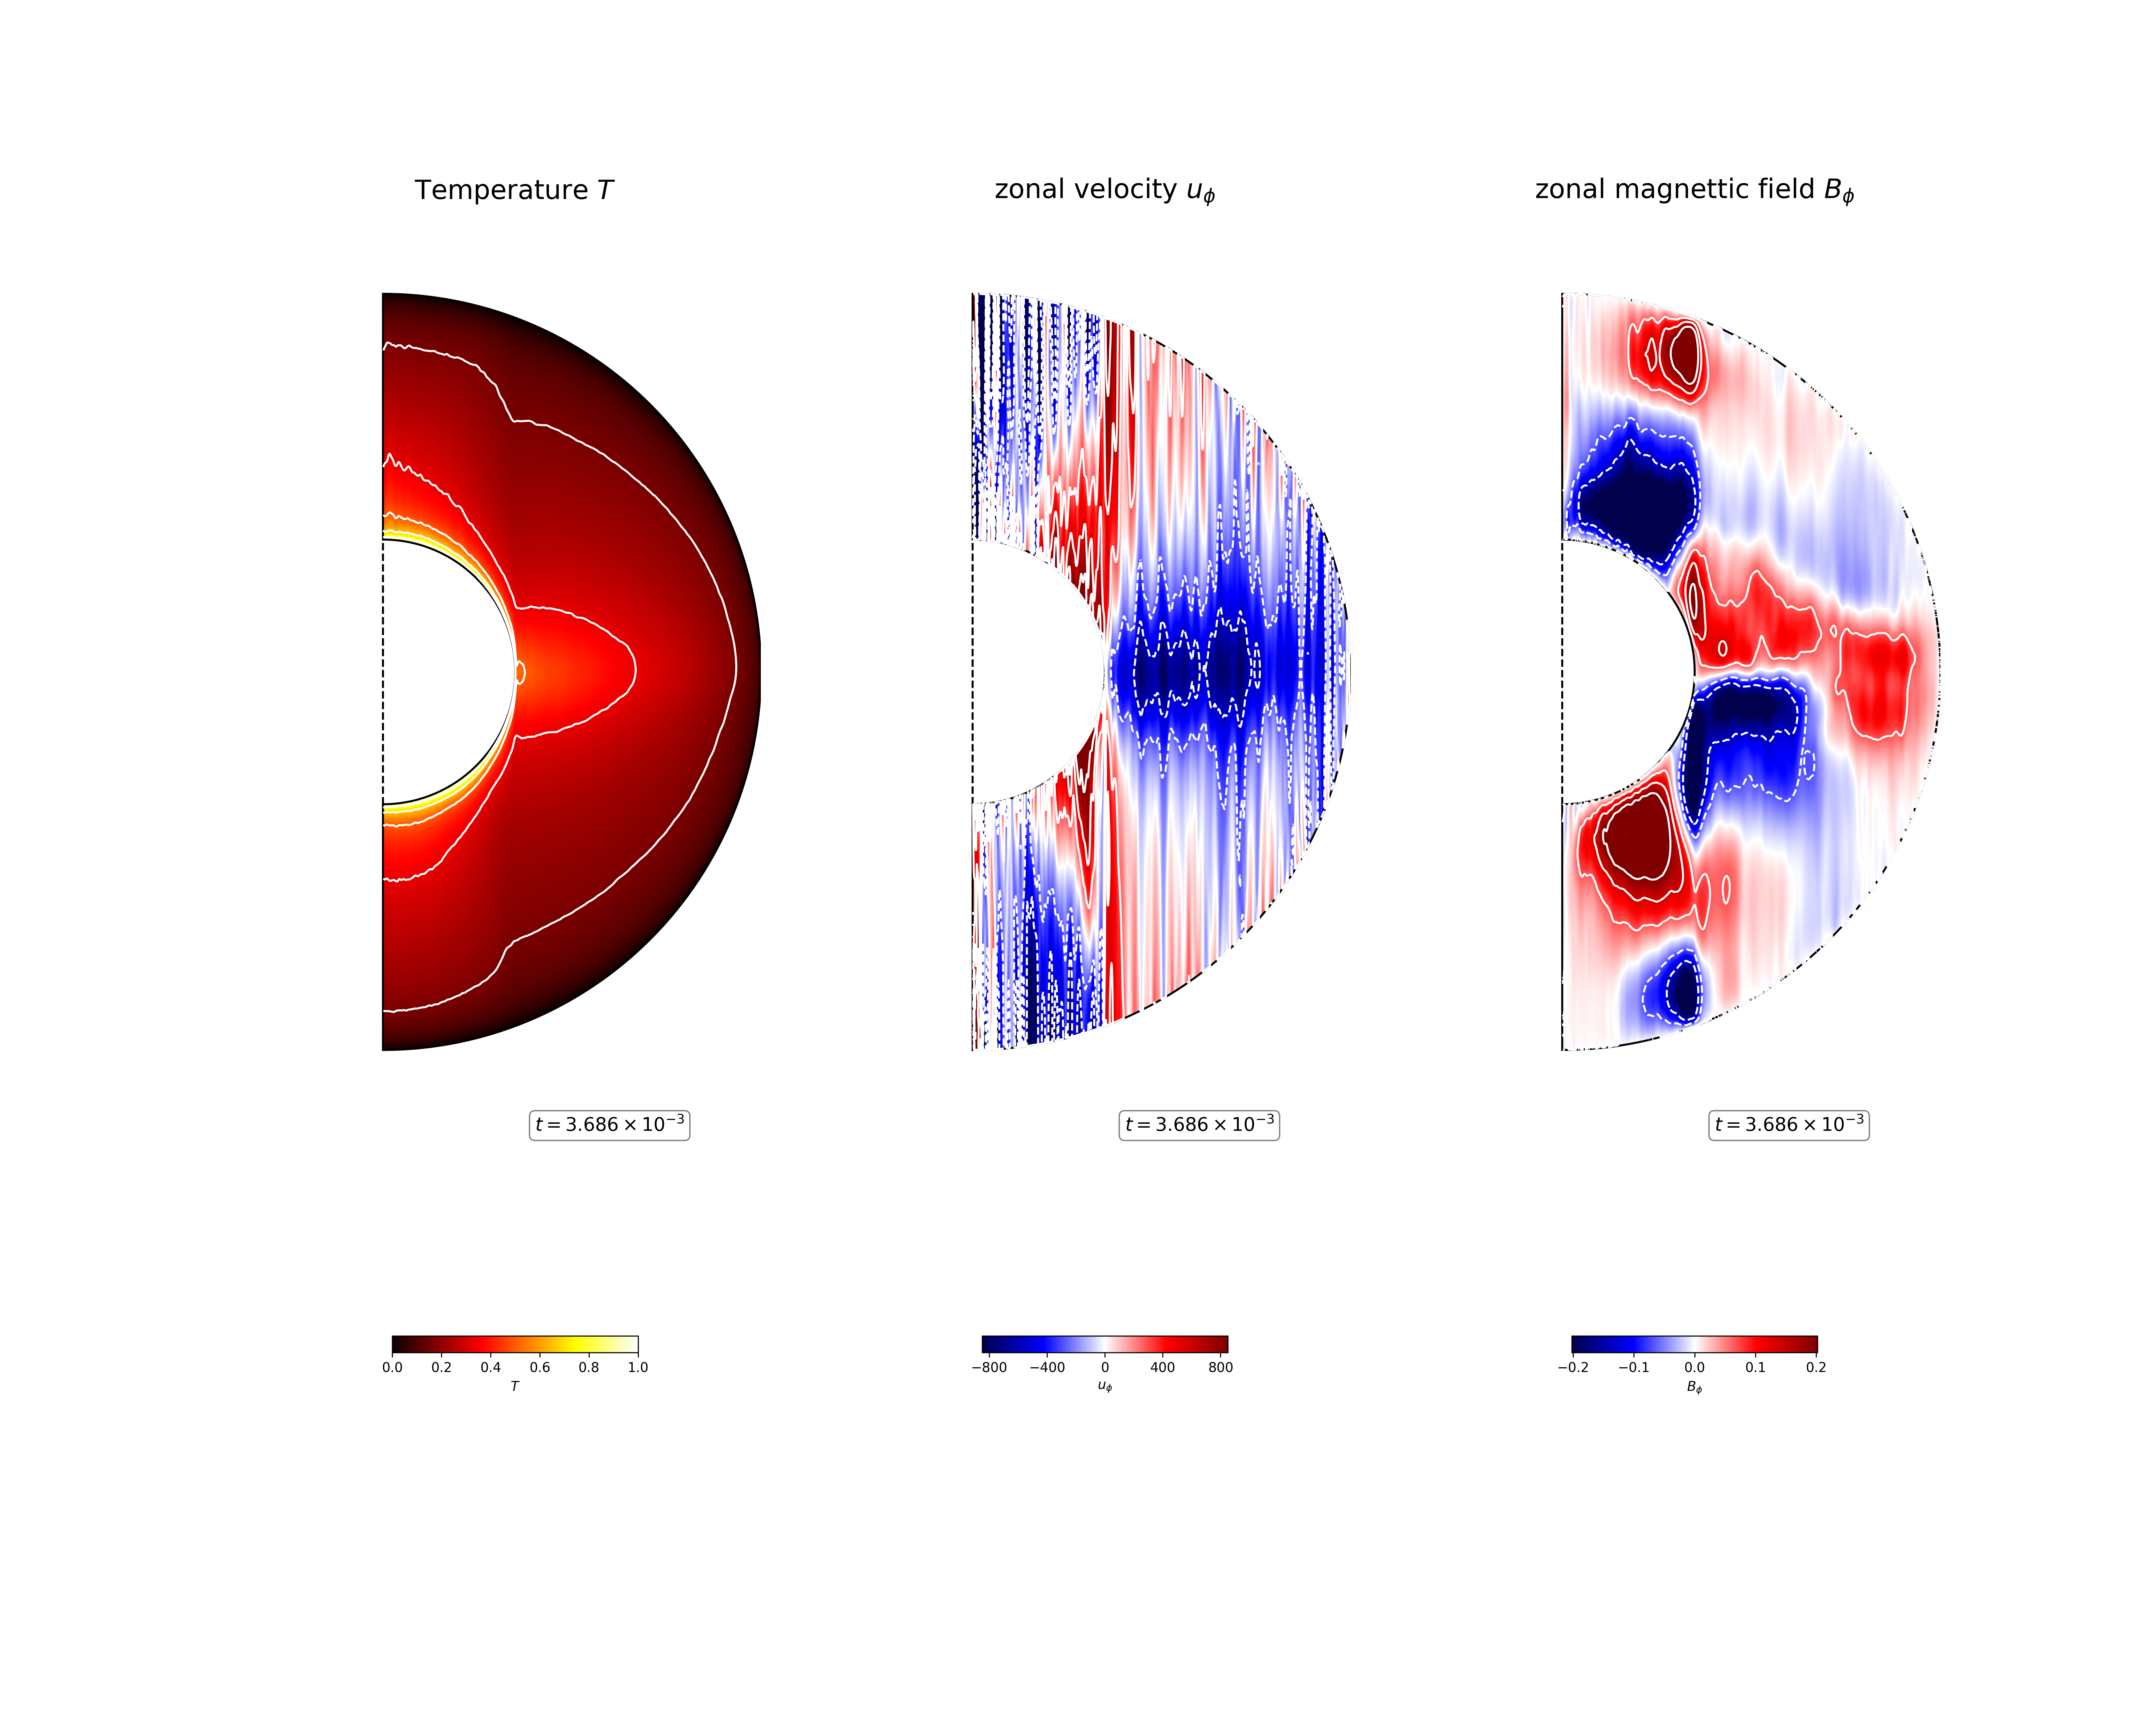 Temperature T
zonal velocity u_ϕ
zonal magnettic field B_ϕ
t = 3.686 × 10⁻³
t = 3.686 × 10⁻³
t = 3.686 × 10⁻³
0.0 0.2 0.4 0.6 0.8 1.0
T
−800 −400 0 400 800
u_ϕ
−0.2 −0.1 0.0 0.1 0.2
B_ϕ